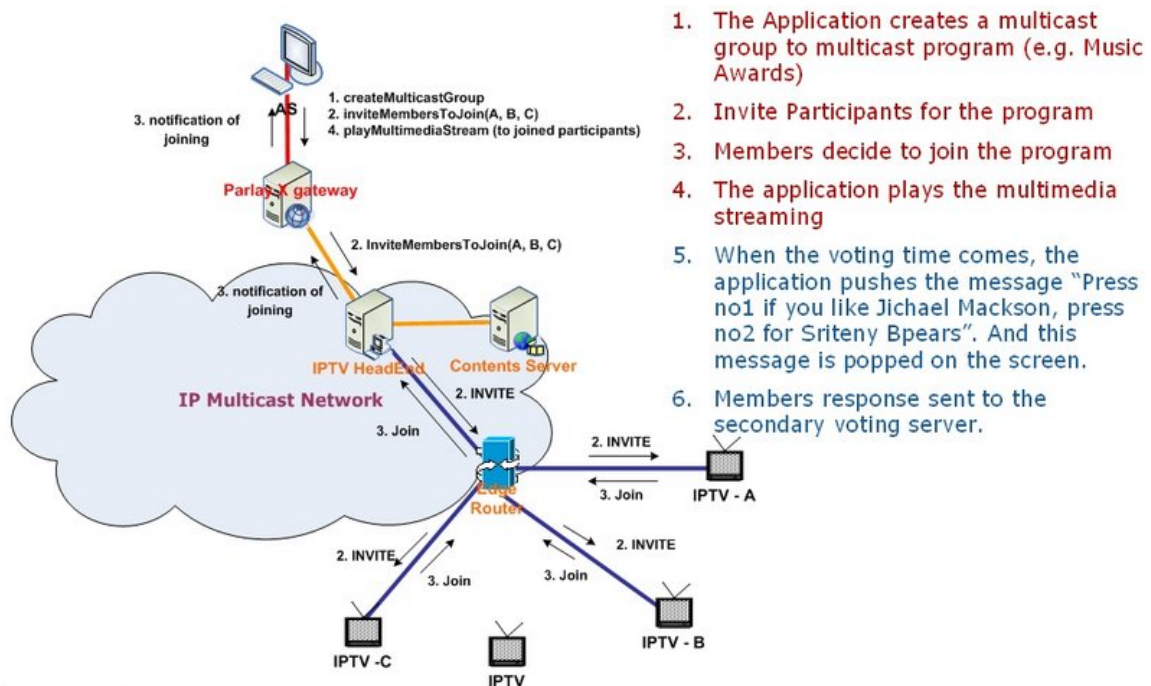 AS
1. createMulticastGroup
2. inviteMembersToJoin(A, B, C)
4. playMultimediaStream (to joined participants)
3. notification of
joining
Parlay X gateway
2. InviteMembersToJoin(A, B, C)
3. notification of
joining
IPTV HeadEnd
Contents Server
IP Multicast Network
2. INVITE
3. Join
Edge
Router
2. INVITE
3. Join
IPTV - A
2. INVITE
3. Join
IPTV - B
2. INVITE
3. Join
IPTV -C
IPTV
1. The Application creates a multicast
group to multicast program (e.g. Music
Awards)
2. Invite Participants for the program
3. Members decide to join the program
4. The application plays the multimedia
streaming
5. When the voting time comes, the
application pushes the message “Press
no1 if you like Jichael Mackson, press
no2 for Sriteny Bpears”. And this
message is popped on the screen.
6. Members response sent to the
secondary voting server.